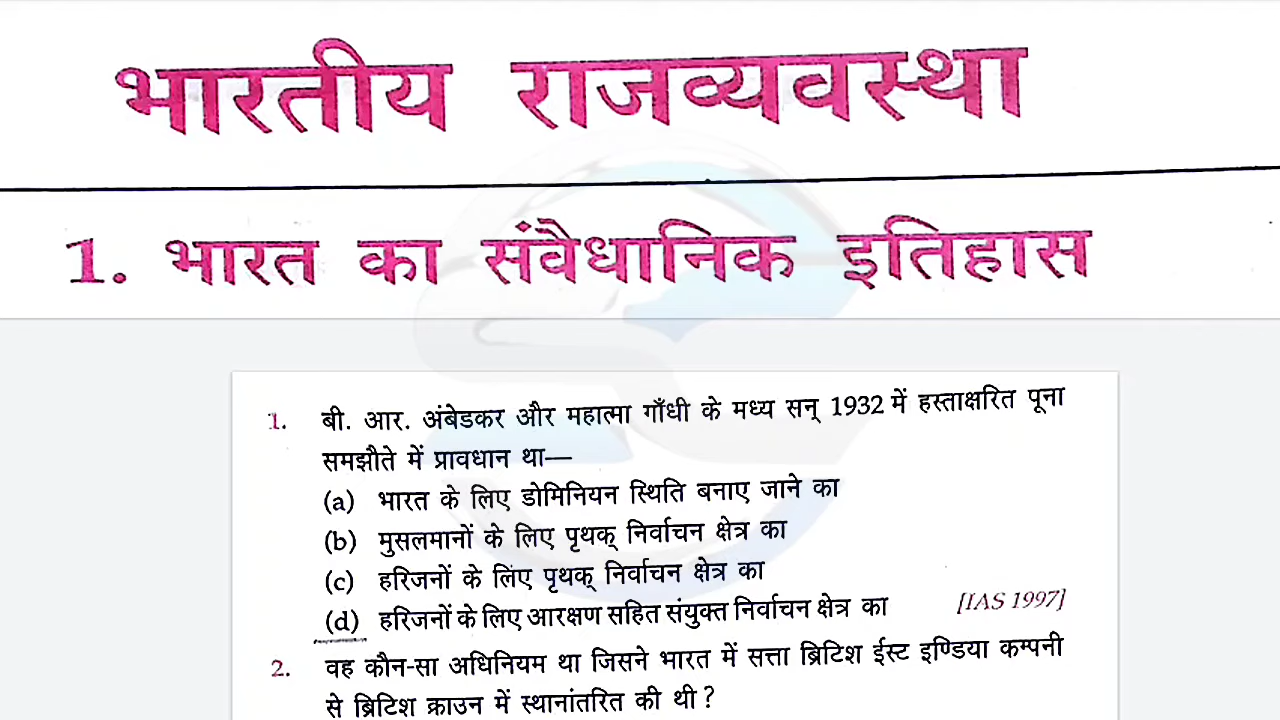 भारतीय राजव्यवस्था
1. भारत का संवैधानिक इतिहास
1. बी. आर. अंबेडकर और महात्मा गाँधी के मध्य सन् 1932 में हस्ताक्षरित पूना
समझौते में प्रावधान था—
(a) भारत के लिए डोमिनियन स्थिति बनाए जाने का
(b) मुसलमानों के लिए पृथक् निर्वाचन क्षेत्र का
(c) हरिजनों के लिए पृथक् निर्वाचन क्षेत्र का
(d) हरिजनों के लिए आरक्षण सहित संयुक्त निर्वाचन क्षेत्र का [IAS 1997]
2. वह कौन-सा अधिनियम था जिसने भारत में सत्ता ब्रिटिश ईस्ट इण्डिया कम्पनी
से ब्रिटिश क्राउन में स्थानांतरित की थी ?